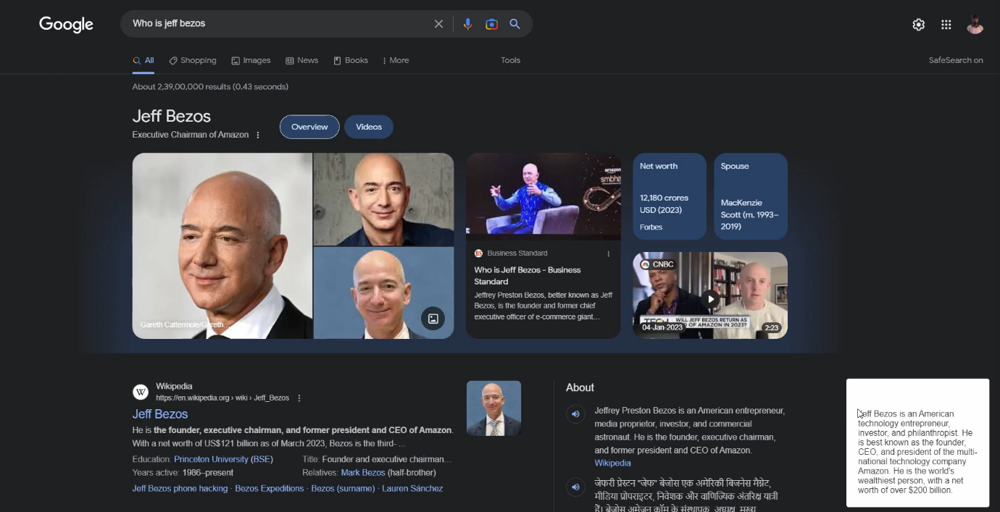 Google
Who is jeff bezos
All Shopping Images News Books More Tools SafeSearch on
About 2,39,00,000 results (0.43 seconds)
Jeff Bezos
Executive Chairman of Amazon
Overview Videos
Gareth Cattermole/Gareth...
amazon
smbha
Business Standard
Who is Jeff Bezos - Business
Standard
Jeffrey Preston Bezos, better known as Jeff
Bezos, is the founder and former chief
executive officer of e-commerce giant...
Net worth
12,180 crores
USD (2023)
Forbes
Spouse
MacKenzie
Scott (m. 1993–
2019)
CNBC
TECH
WILL JEFF BEZOS RETURN AS
OF AMAZON IN 2023?
04-Jan-2023
2:23
W
Wikipedia
https://en.wikipedia.org › wiki › Jeff_Bezos
Jeff Bezos
He is the founder, executive chairman, and former president and CEO of Amazon.
With a net worth of US$121 billion as of March 2023, Bezos is the third- ...
Education: Princeton University (BSE) Title: Founder and executive chairman...
Years active: 1986–present Relatives: Mark Bezos (half-brother)
Jeff Bezos phone hacking · Bezos Expeditions · Bezos (surname) · Lauren Sánchez
About
Jeffrey Preston Bezos is an American entrepreneur,
media proprietor, investor, and commercial
astronaut. He is the founder, executive chairman,
and former president and CEO of Amazon.
Wikipedia
जेफरी प्रेस्टन "जेफ" बेजोस एक अमेरिकी बिजनेस मैग्नेट,
मीडिया प्रोपराइटर, निवेशक और वाणिज्यिक अंतरिक्ष यात्री
हैं। बेजोस अमेजन कॉम के संस्थापक, अध्यक्ष, मुख्य
Jeff Bezos is an American
technology entrepreneur,
investor, and philanthropist. He
is best known as the founder,
CEO, and president of the multi-
national technology company
Amazon. He is the world's
wealthiest person, with a net
worth of over $200 billion.